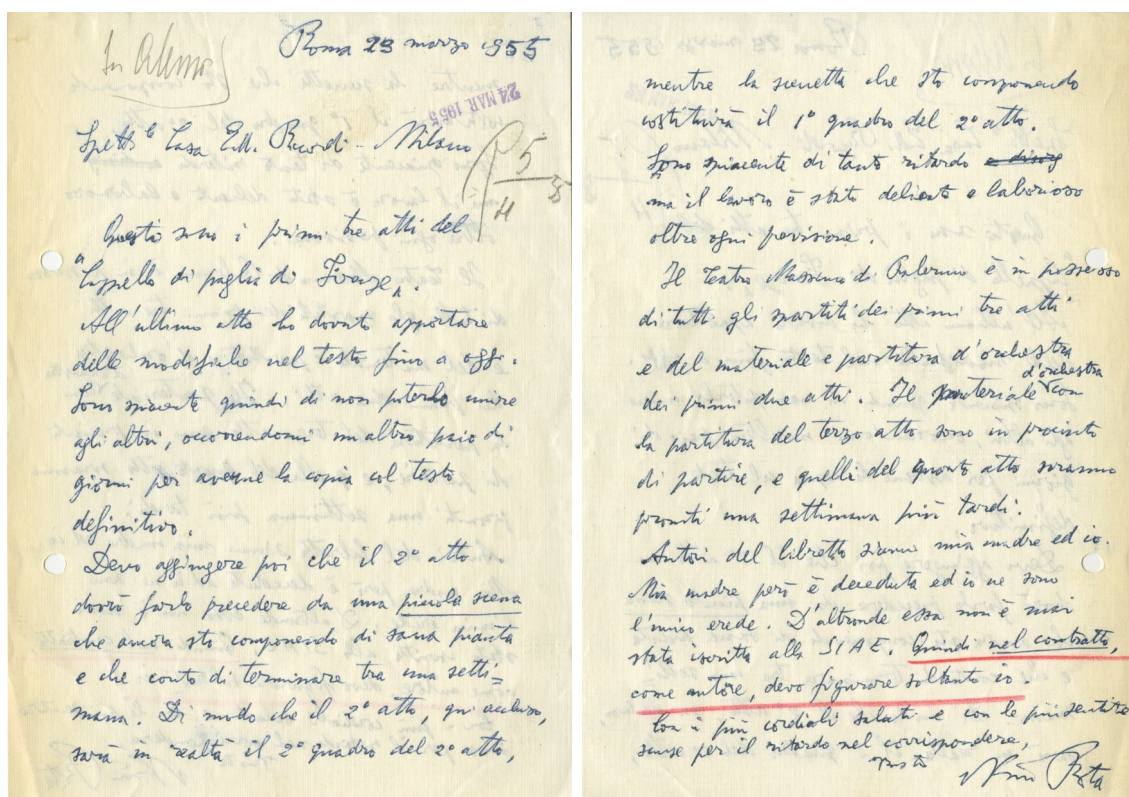 Roma 23 marzo 1955
24 MAR 1955
Spett.le Casa Ed. Ricordi - Milano
5
Questi sono i primi tre atti del
"Cappello di paglia di Firenze".
All'ultimo atto ho dovuto apportare
delle modifiche nel testo fino a oggi.
Sono spiacente quindi di non poterlo unire
agli altri, occorrendomi un altro paio di
giorni per averne la copia col testo
definitivo.
Devo aggiungere poi che il 2° atto
dovrò farlo precedere da una piccola scena
che ancora sto componendo di sana pianta
e che conto di terminare tra una setti=
mana. Di modo che il 2° atto, qui accluso,
sarà in realtà il 2° quadro del 2° atto,
mentre la scenetta che sto componendo
costituirà il 1° quadro del 2° atto.
Sono spiacente di tanto ritardo
ma il lavoro è stato delicato e laborioso
oltre ogni previsione.
Il Teatro Massimo di Palermo è in possesso
di tutti gli spartiti dei primi tre atti
e del materiale e partitura d'orchestra
dei primi due atti. Il materiale d'orchestra con
la partitura del terzo atto sono in procinto
di partire, e quelli del quarto atto saranno
pronti una settimana più tardi.
Autori del libretto siamo mia madre ed io.
Mia madre però è deceduta ed io ne sono
l'unico erede. D'altronde essa non è mai
stata iscritta alla SIAE. Quindi nel contratto,
come autore, devo figurare soltanto io.
Con i più cordiali saluti e con le più sentite
scuse per il ritardo nel corrispondere,
resto
Nino Rota